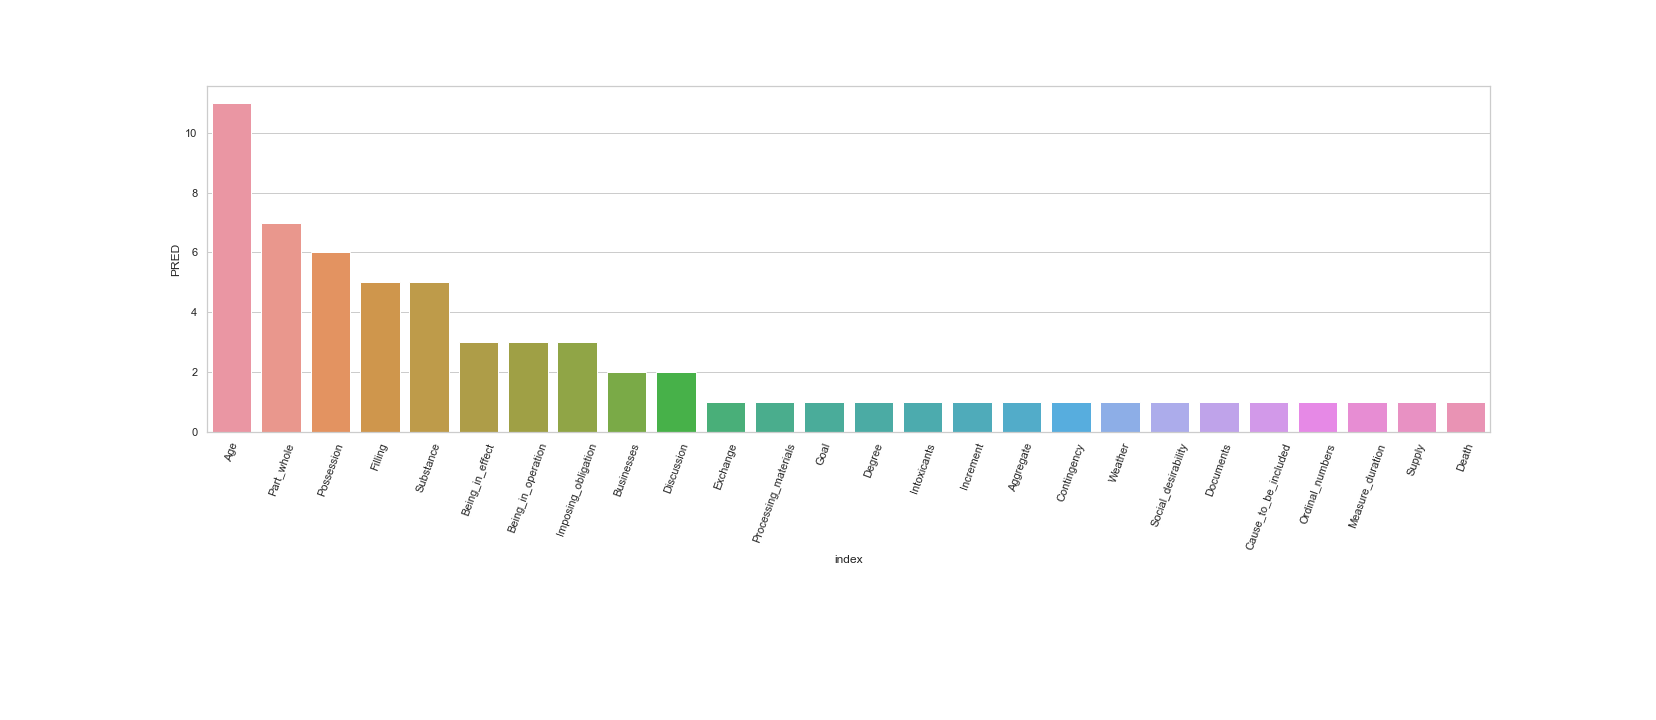 10
8
6
4
2
0
PRED
Age
Part_whole
Possession
Filling
Substance
Being_in_effect
Being_in_operation
Imposing_obligation
Businesses
Discussion
Exchange
Processing_materials
Goal
Degree
Intoxicants
Increment
Aggregate
Contingency
Weather
Social_desirability
Documents
Cause_to_be_included
Ordinal_numbers
Measure_duration
Supply
Death
index